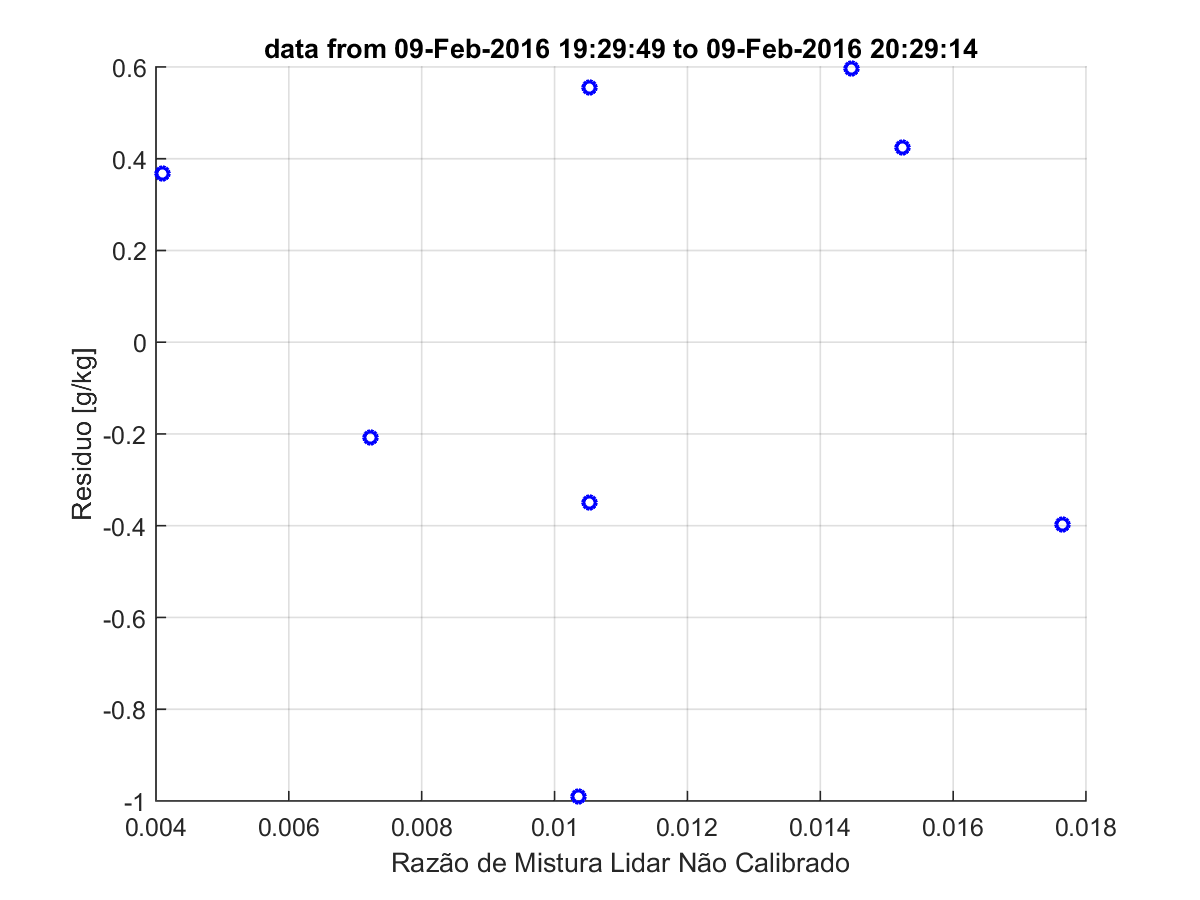 data from 09-Feb-2016 19:29:49 to 09-Feb-2016 20:29:14
0.6
0.4
0.2
0
-0.2
-0.4
-0.6
-0.8
-1
Residuo [g/kg]
0.004 0.006 0.008 0.01 0.012 0.014 0.016 0.018
Razão de Mistura Lidar Não Calibrado